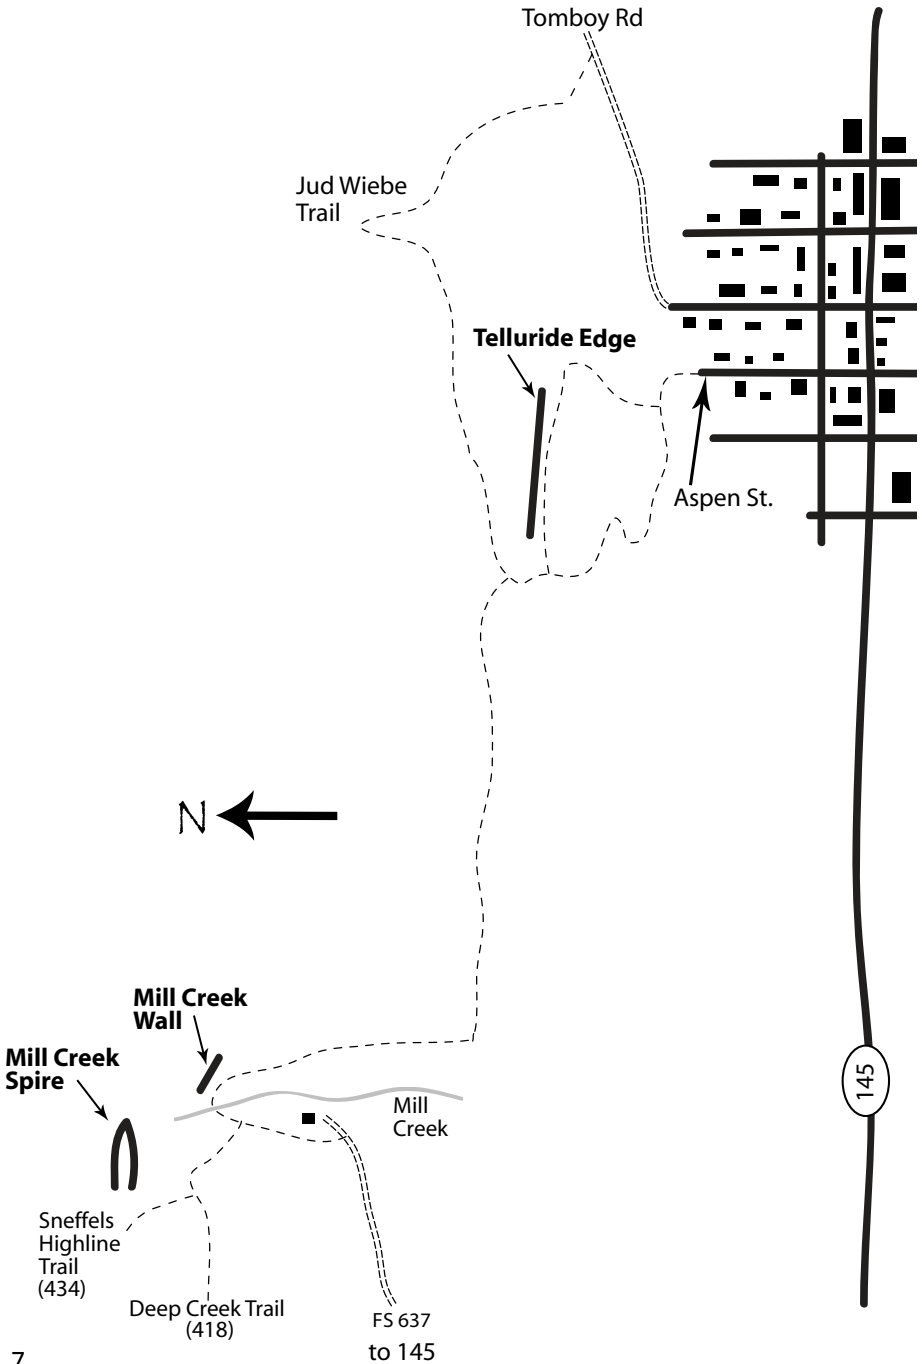 Tomboy Rd
Jud Wiebe
Trail
Telluride Edge
Aspen St.
N
Mill Creek
Wall
Mill Creek
Spire
145
Mill
Creek
Sneffels
Highline
Trail
(434)
Deep Creek Trail
(418)
FS 637
to 145
7